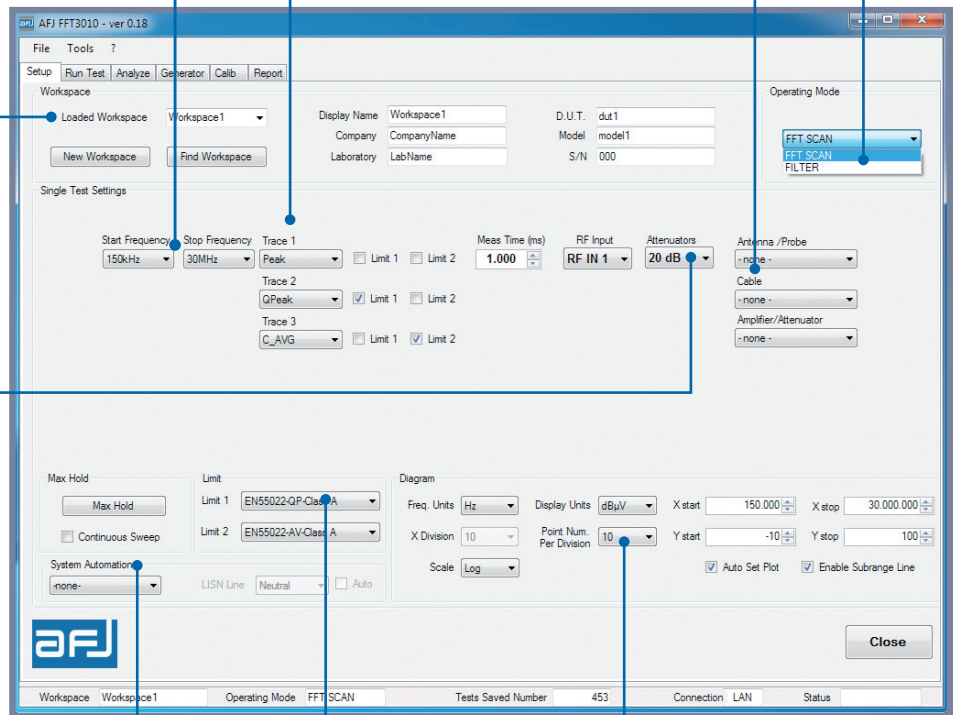 AFJ FFT3010 - ver 0.18
File Tools ?
Setup Run Test Analyze Generator Calib Report
Workspace
Operating Mode
Loaded Workspace Workspace1 Display Name Workspace1 D.U.T. dut1
Company CompanyName Model model1
FFT SCAN
New Workspace Find Workspace Laboratory LabName S/N 000
FFT SCAN
FILTER
Single Test Settings
Start Frequency Stop Frequency Trace 1 Meas Time (ms) RF Input Attenuators Antenna /Probe
150kHz 30MHz Peak Limit 1 Limit 2 1.000 RF IN 1 20 dB - none -
Trace 2 Cable
QPeak Limit 1 Limit 2 - none -
Trace 3 Amplifier/Attenuator
C_AVG Limit 1 Limit 2 - none -
Max Hold Limit Diagram
Max Hold Limit 1 EN55022-QP-Class A Freq. Units Hz Display Units dBµV X start 150.000 X stop 30.000.000
Continuous Sweep Limit 2 EN55022-AV-Class A X Division 10 Point Num. Per Division 10 Y start -10 Y stop 100
System Automation Scale Log Auto Set Plot Enable Subrange Line
-none- LISN Line Neutral Auto
afj
Close
Workspace Workspace1 Operating Mode FFT SCAN Tests Saved Number 453 Connection LAN Status